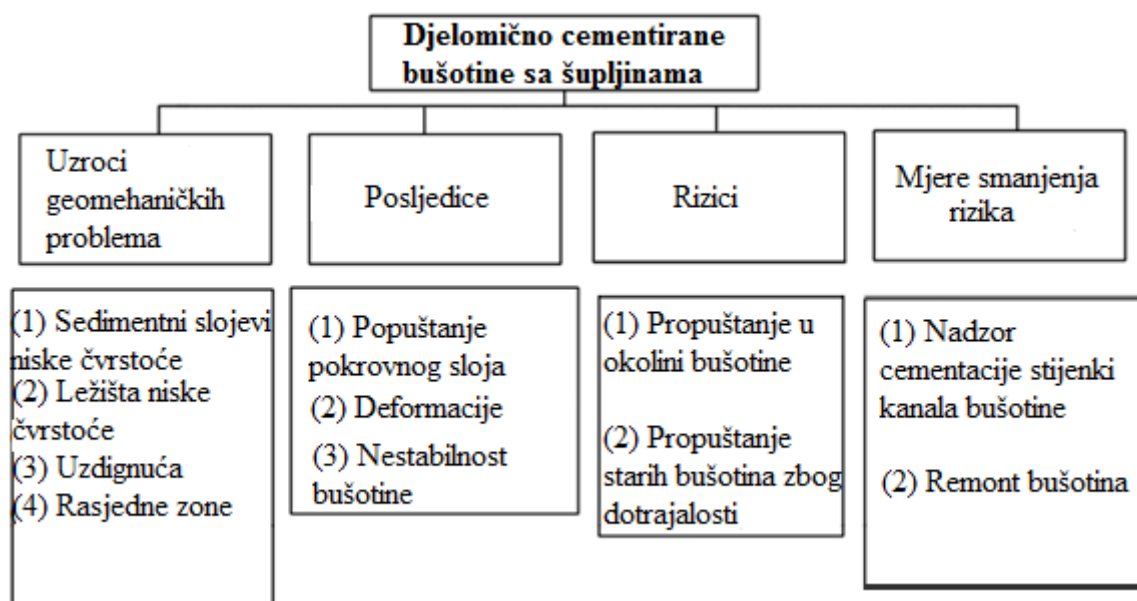 Djelomično cementirane
bušotine sa šupljinama
Uzroci
geomehaničkih
problema
Posljedice
Rizici
Mjere smanjenja
rizika
(1) Sedimentni slojevi
niske čvrstoće
(2) Ležišta niske
čvrstoće
(3) Uzdignuća
(4) Rasjedne zone
(1) Popuštanje
pokrovnog sloja
(2) Deformacije
(3) Nestabilnost
bušotine
(1) Propuštanje u
okolini bušotine
(2) Propuštanje
starih bušotina zbog
dotrajalosti
(1) Nadzor
cementacije stijenki
kanala bušotine
(2) Remont bušotina